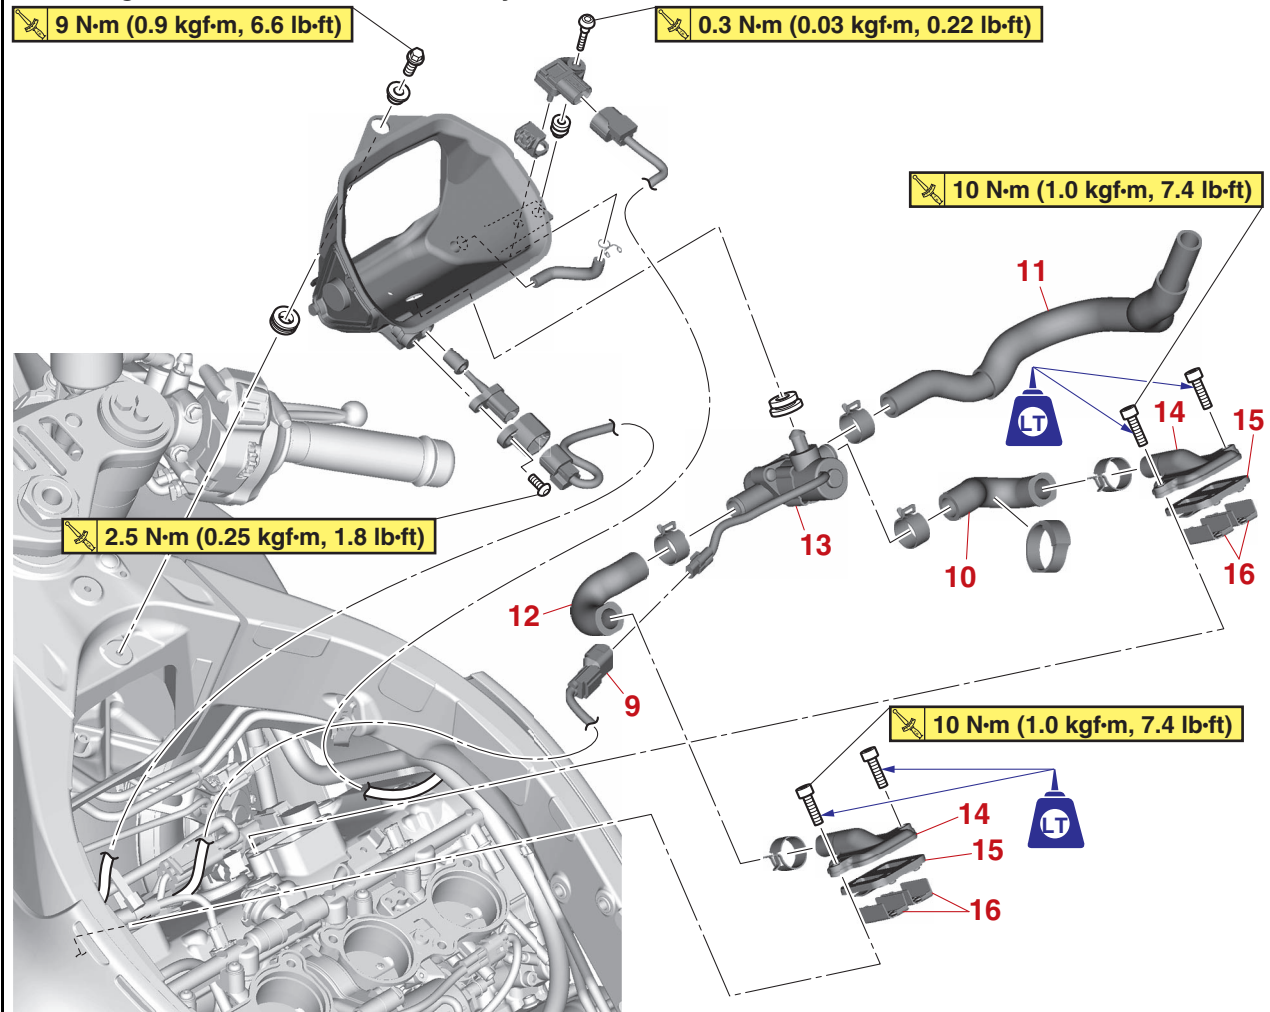 9 N·m (0.9 kgf·m, 6.6 lb·ft)
0.3 N·m (0.03 kgf·m, 0.22 lb·ft)
10 N·m (1.0 kgf·m, 7.4 lb·ft)
11
LT
14
15
2.5 N·m (0.25 kgf·m, 1.8 lb·ft)
13
10
16
12
9
10 N·m (1.0 kgf·m, 7.4 lb·ft)
14
LT
15
16